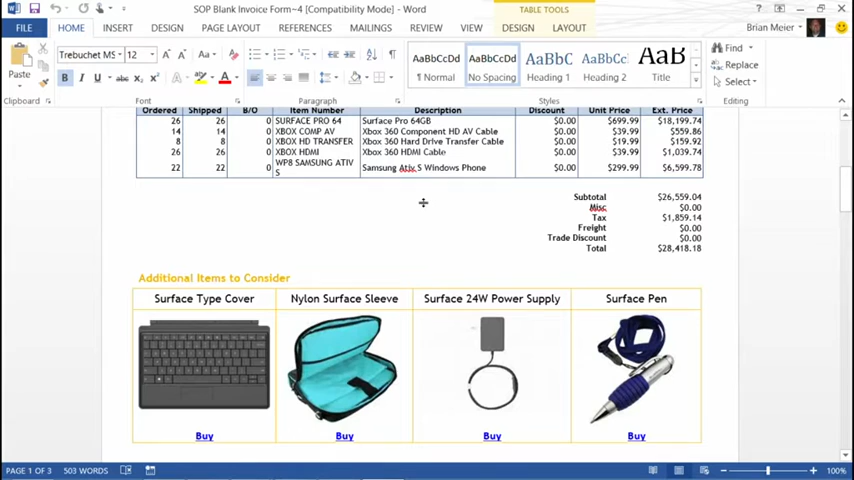 SOP Blank Invoice Form~4 [Compatibility Mode] - Word
TABLE TOOLS
FILE HOME INSERT DESIGN PAGE LAYOUT REFERENCES MAILINGS REVIEW VIEW DESIGN LAYOUT Brian Meier
Trebuchet MS 12
Paste
AaBbCcDd AaBbCcDd AaBbC AaBbCcD AaBb
¶ Normal No Spacing Heading 1 Heading 2 Title
Find
Replace
Select
Clipboard Font Paragraph Styles Editing
Ordered Shipped B/O Item Number Description Discount Unit Price Ext. Price
26 26 0 SURFACE PRO 64 Surface Pro 64GB $0.00 $699.99 $18,199.74
14 14 0 XBOX COMP AV Xbox 360 Component HD AV Cable $0.00 $39.99 $559.86
8 8 0 XBOX HD TRANSFER Xbox 360 Hard Drive Transfer Cable $0.00 $19.99 $159.92
26 26 0 XBOX HDMI Xbox 360 HDMI Cable $0.00 $39.99 $1,039.74
22 22 0 WP8 SAMSUNG ATIV S Samsung Ativ S Windows Phone $0.00 $299.99 $6,599.78
Subtotal $26,559.04
Misc $0.00
Tax $1,859.14
Freight $0.00
Trade Discount $0.00
Total $28,418.18
Additional Items to Consider
Surface Type Cover Nylon Surface Sleeve Surface 24W Power Supply Surface Pen
Buy Buy Buy Buy
PAGE 1 OF 3 503 WORDS 100%